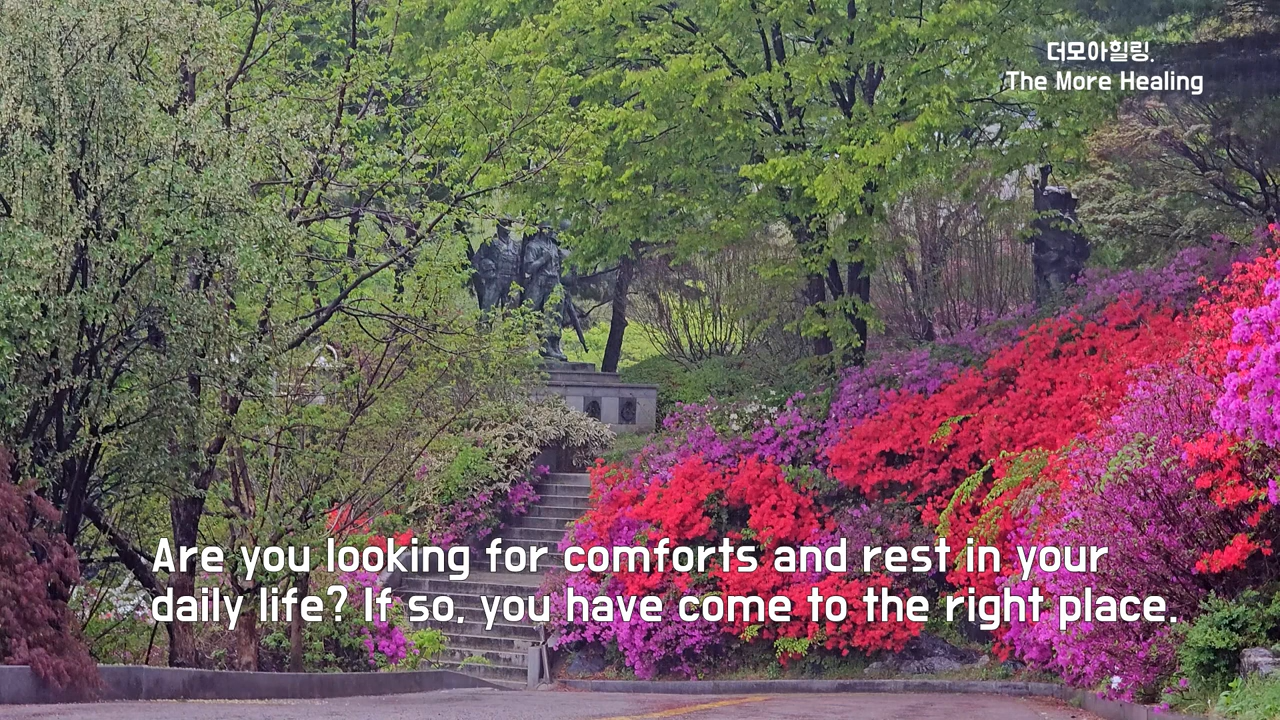 더모아힐링.
The More Healing
Are you looking for comforts and rest in your
daily life? If so, you have come to the right place.